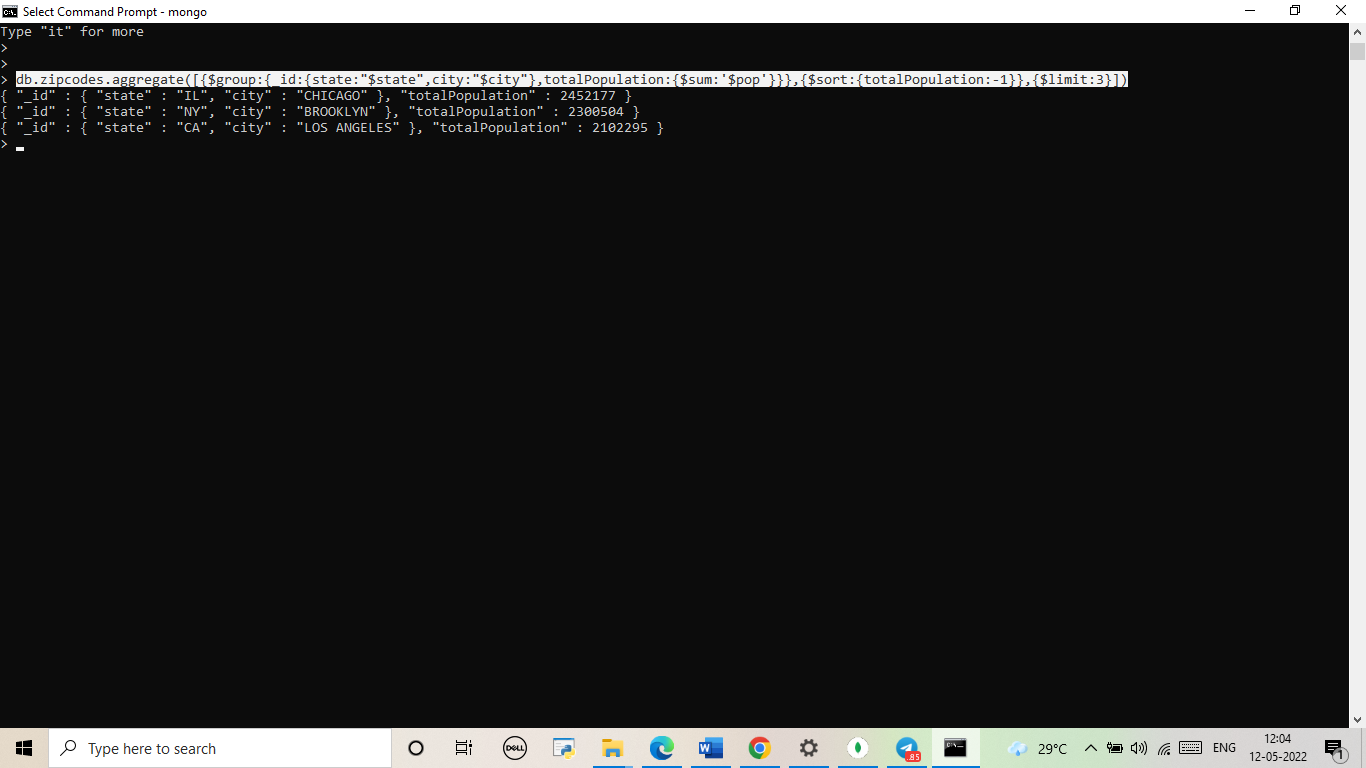 Select Command Prompt - mongo
Type "it" for more
>
>
> db.zipcodes.aggregate([{$group:{_id:{state:"$state",city:"$city"},totalPopulation:{$sum:'$pop'}}},{$sort:{totalPopulation:-1}},{$limit:3}])
{ "_id" : { "state" : "IL", "city" : "CHICAGO" }, "totalPopulation" : 2452177 }
{ "_id" : { "state" : "NY", "city" : "BROOKLYN" }, "totalPopulation" : 2300504 }
{ "_id" : { "state" : "CA", "city" : "LOS ANGELES" }, "totalPopulation" : 2102295 }
>
Type here to search
DELL
.85
29°C
ENG
12:04
12-05-2022
1